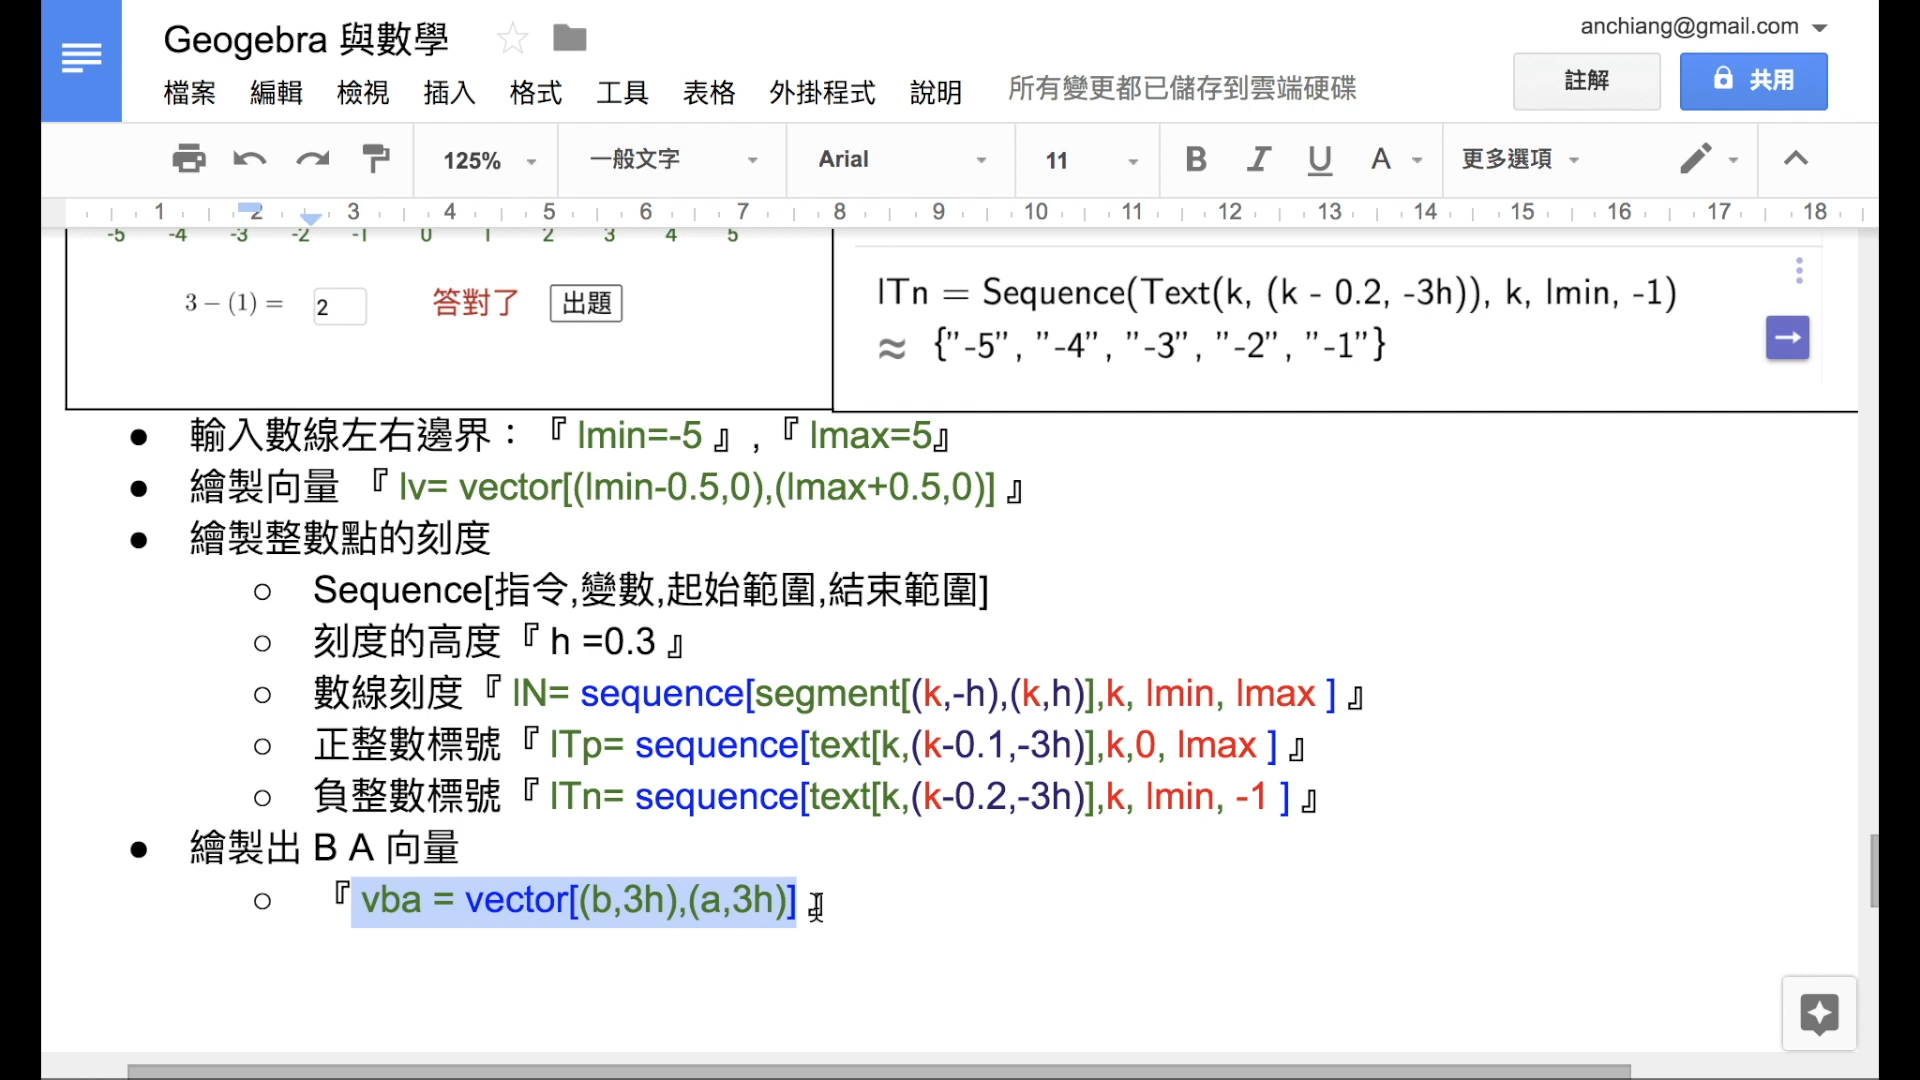 Geogebra 與數學
anchiang@gmail.com
檔案 編輯 檢視 插入 格式 工具 表格 外掛程式 說明 所有變更都已儲存到雲端硬碟
註解 共用
125% 一般文字 Arial 11 B I U A 更多選項
1 2 3 4 5 6 7 8 9 10 11 12 13 14 15 16 17 18
-5 -4 -3 -2 -1 0 1 2 3 4 5
3 − (1) = 2 答對了 出題
lTn = Sequence(Text(k, (k - 0.2, -3h)), k, lmin, -1)
≈ {"-5", "-4", "-3", "-2", "-1"}
● 輸入數線左右邊界：『 lmin=-5 』,『 lmax=5』
● 繪製向量 『 lv= vector[(lmin-0.5,0),(lmax+0.5,0)] 』
● 繪製整數點的刻度
○ Sequence[指令,變數,起始範圍,結束範圍]
○ 刻度的高度『 h =0.3 』
○ 數線刻度『 lN= sequence[segment[(k,-h),(k,h)],k, lmin, lmax ] 』
○ 正整數標號『 lTp= sequence[text[k,(k-0.1,-3h)],k,0, lmax ] 』
○ 負整數標號『 lTn= sequence[text[k,(k-0.2,-3h)],k, lmin, -1 ] 』
● 繪製出 B A 向量
○ 『 vba = vector[(b,3h),(a,3h)] 』